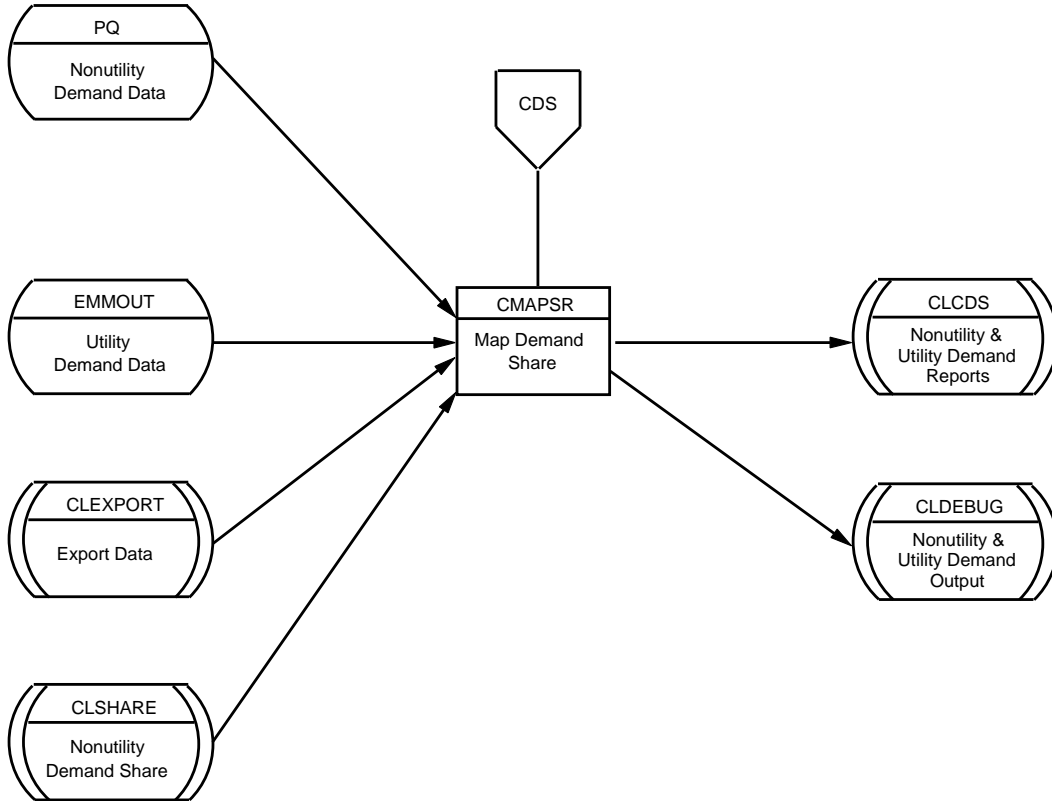 PQ
Nonutility
Demand Data
CDS
EMMOUT
Utility
Demand Data
CMAPSR
Map Demand
Share
CLCDS
Nonutility &
Utility Demand
Reports
CLEXPORT
Export Data
CLDEBUG
Nonutility &
Utility Demand
Output
CLSHARE
Nonutility
Demand Share